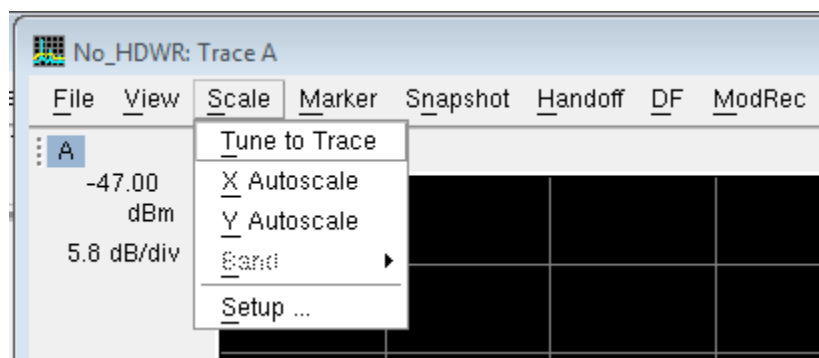 No_HDWR: Trace A
File View Scale Marker Snapshot Handoff DF ModRec
A
-47.00
dBm
5.8 dB/div
Tune to Trace
X Autoscale
Y Autoscale
Band
Setup ...